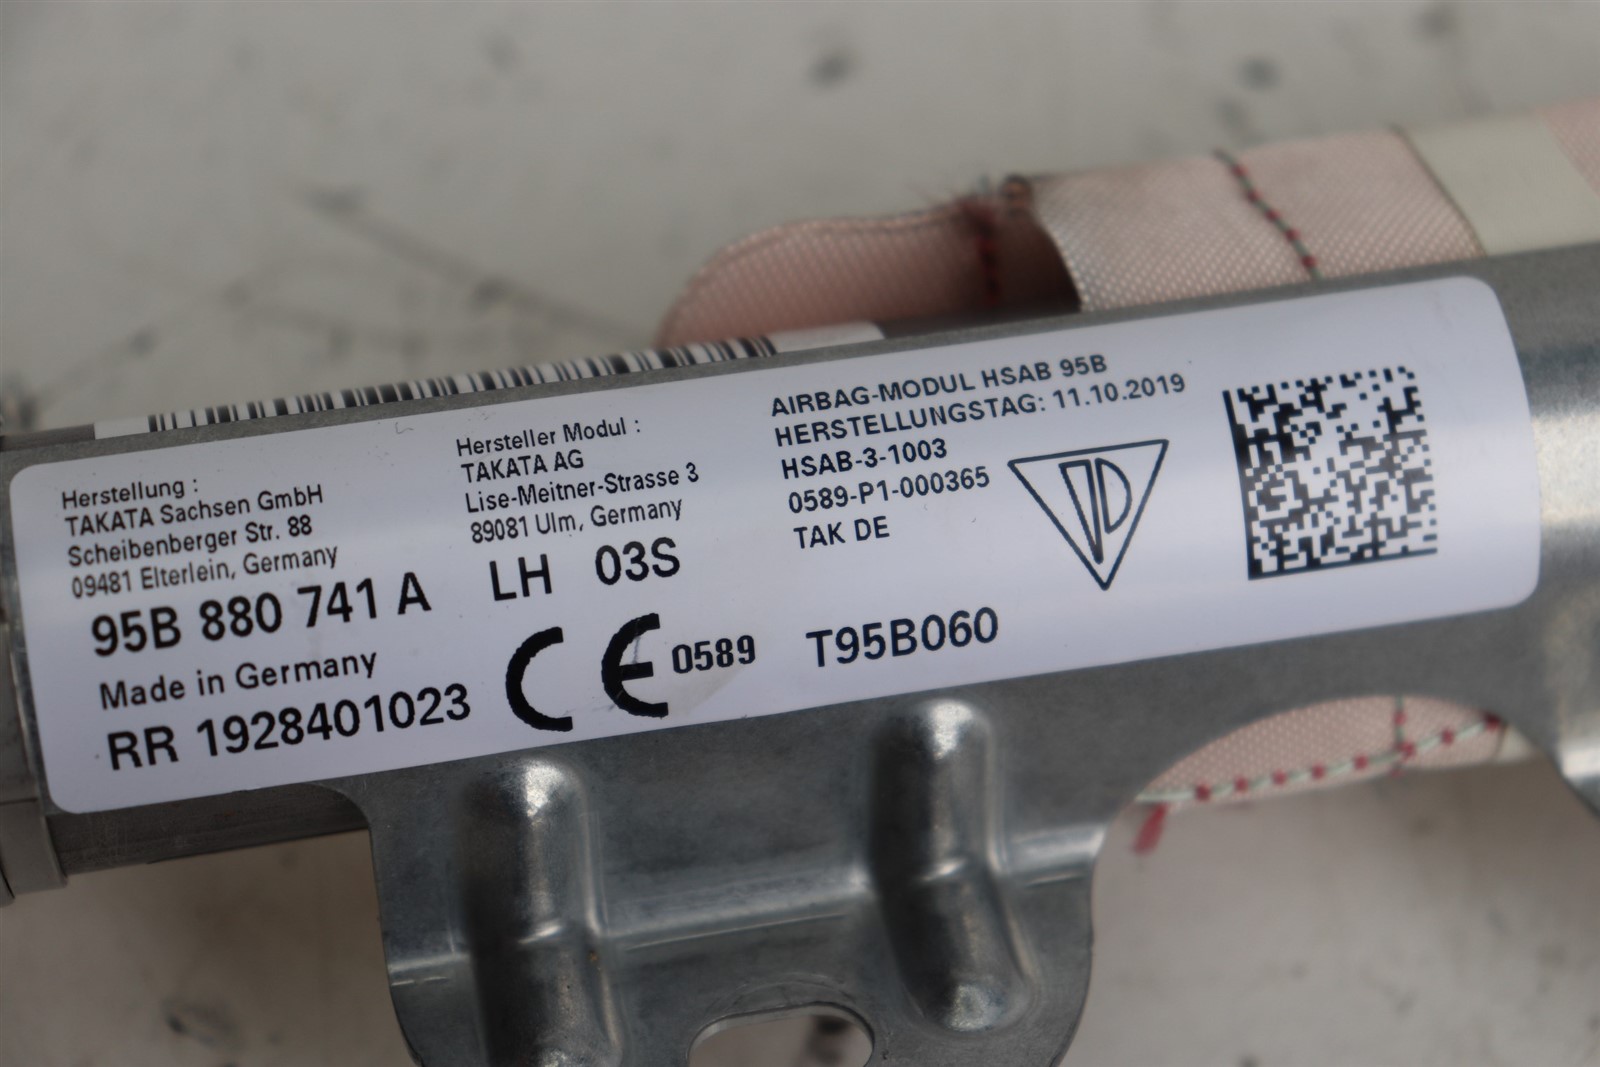 Herstellung :
TAKATA Sachsen GmbH
Scheibenberger Str. 88
09481 Elterlein, Germany
95B 880 741 A
Made in Germany
RR 1928401023
Hersteller Modul :
TAKATA AG
Lise-Meitner-Strasse 3
89081 Ulm, Germany
LH 03S
CE 0589
AIRBAG-MODUL HSAB 95B
HERSTELLUNGSTAG: 11.10.2019
HSAB-3-1003
0589-P1-000365
TAK DE
T95B060